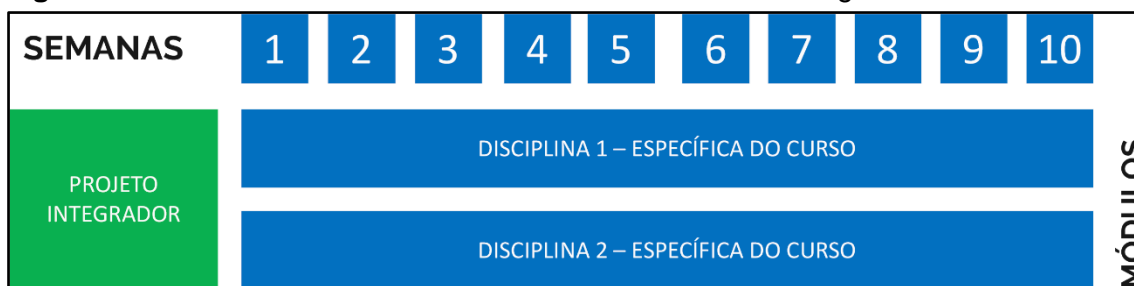 SEMANAS 1 2 3 4 5 6 7 8 9 10
PROJETO
INTEGRADOR
DISCIPLINA 1 – ESPECÍFICA DO CURSO
DISCIPLINA 2 – ESPECÍFICA DO CURSO
MÓDULOS